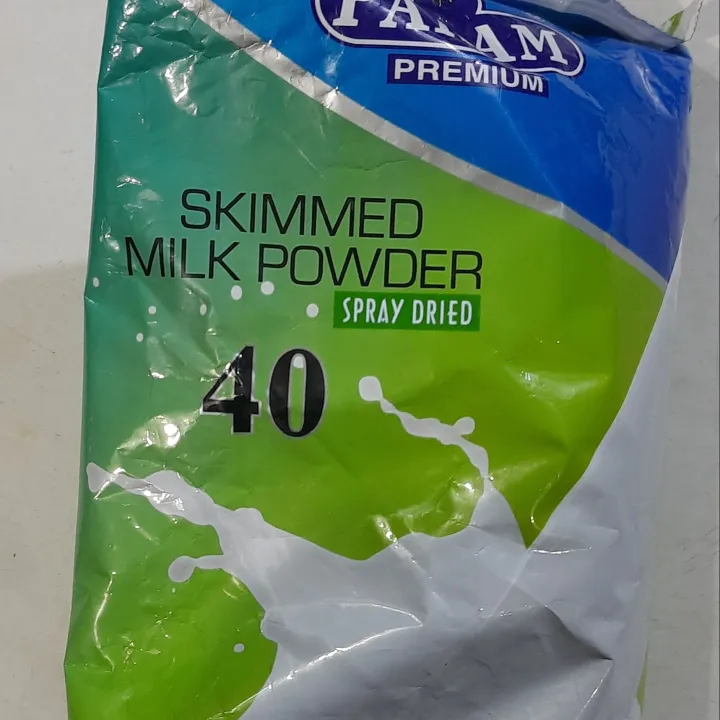 PREMIUM
SKIMMED
MILK POWDER
SPRAY DRIED
40